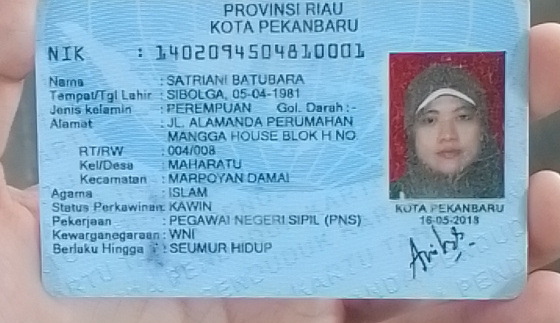 PROVINSI RIAU
KOTA PEKANBARU
NIK : 1402094504810001
Nama : SATRIANI BATUBARA
Tempat/Tgl Lahir : SIBOLGA, 05-04-1981
Jenis kelamin : PEREMPUAN Gol. Darah : -
Alamat : JL. ALAMANDA PERUMAHAN
MANGGA HOUSE BLOK H NO
RT/RW : 004/008
Kel/Desa : MAHARATU
Kecamatan : MARPOYAN DAMAI
Agama : ISLAM
Status Perkawinan: KAWIN
Pekerjaan : PEGAWAI NEGERI SIPIL (PNS)
Kewarganegaraan: WNI
Berlaku Hingga : SEUMUR HIDUP
KOTA PEKANBARU
16-05-2018